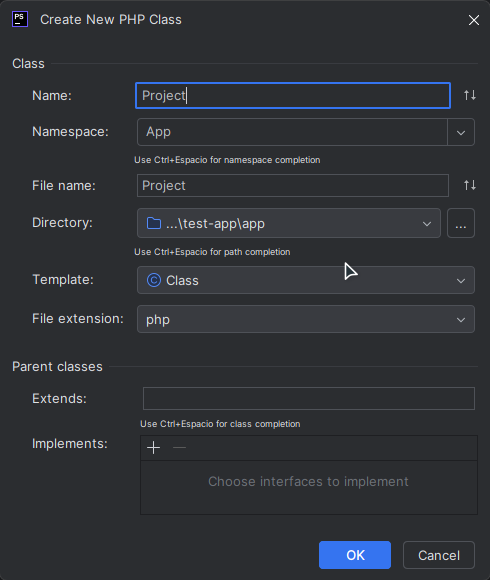 PS Create New PHP Class
Class
Name: Project
Namespace: App
Use Ctrl+Espacio for namespace completion
File name: Project
Directory: ...\test-app\app ...
Use Ctrl+Espacio for path completion
Template: C Class
File extension: php
Parent classes
Extends:
Use Ctrl+Espacio for class completion
Implements:
Choose interfaces to implement
OK Cancel